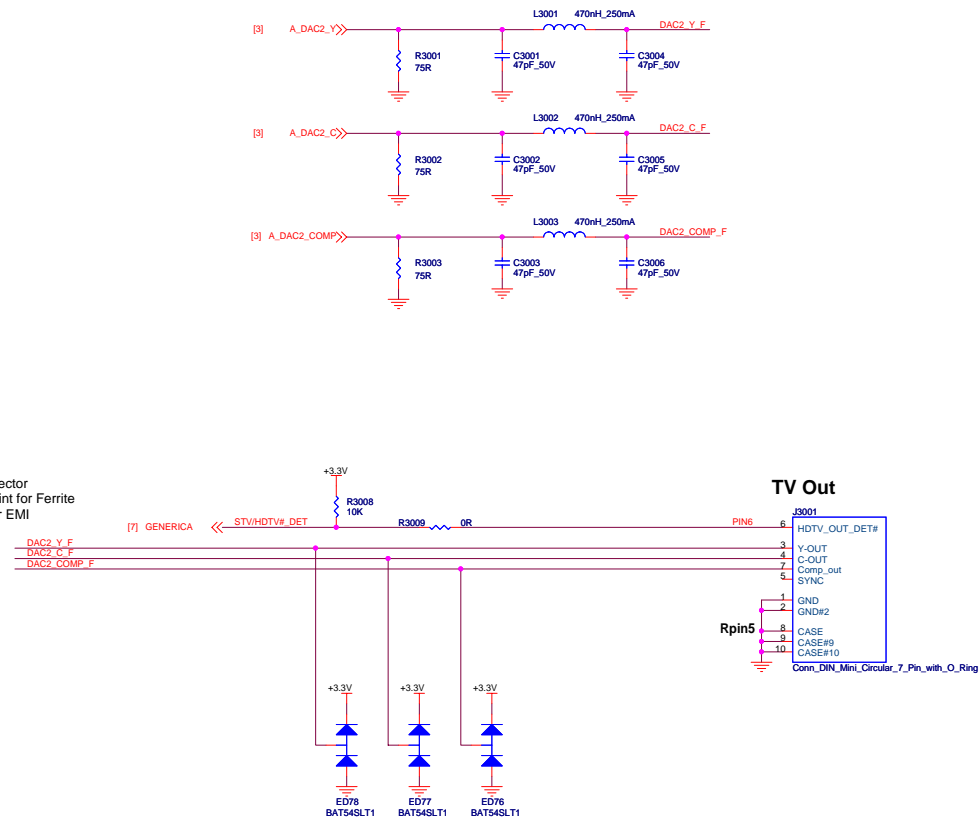 L3001 470nH_250mA
[3] A_DAC2_Y DAC2_Y_F
R3001
75R
C3001
47pF_50V
C3004
47pF_50V
L3002 470nH_250mA
[3] A_DAC2_C DAC2_C_F
R3002
75R
C3002
47pF_50V
C3005
47pF_50V
L3003 470nH_250mA
[3] A_DAC2_COMP DAC2_COMP_F
R3003
75R
C3003
47pF_50V
C3006
47pF_50V
ector
int for Ferrite
r EMI
+3.3V
R3008
10K
TV Out
J3001
[7] GENERICA STV/HDTV#_DET R3009 0R PIN6 6 HDTV_OUT_DET#
DAC2_Y_F 3 Y-OUT
DAC2_C_F 4 C-OUT
DAC2_COMP_F 7 Comp_out
5 SYNC
1 GND
2 GND#2
Rpin5 8 CASE
9 CASE#9
10 CASE#10
Conn_DIN_Mini_Circular_7_Pin_with_O_Ring
+3.3V +3.3V +3.3V
ED78 ED77 ED76
BAT54SLT1 BAT54SLT1 BAT54SLT1